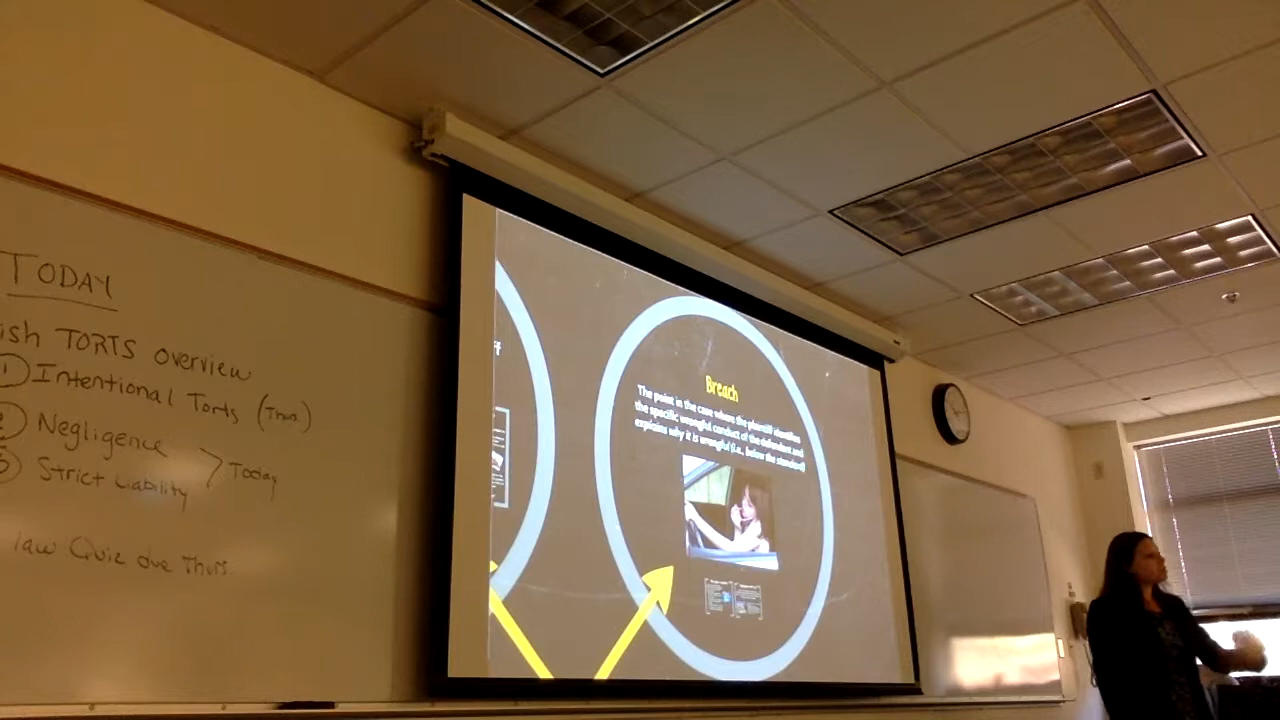 TODAY
ish TORTS overview
1 Intentional Torts (Thurs.)
2 Negligence
3 Strict Liability
> Today
law Quiz due Thurs.
ff
Breach
The point in the case where the plaintiff identifies
the specific wrongful conduct of the defendant and
explains why it is wrongful (i.e., below the standard)